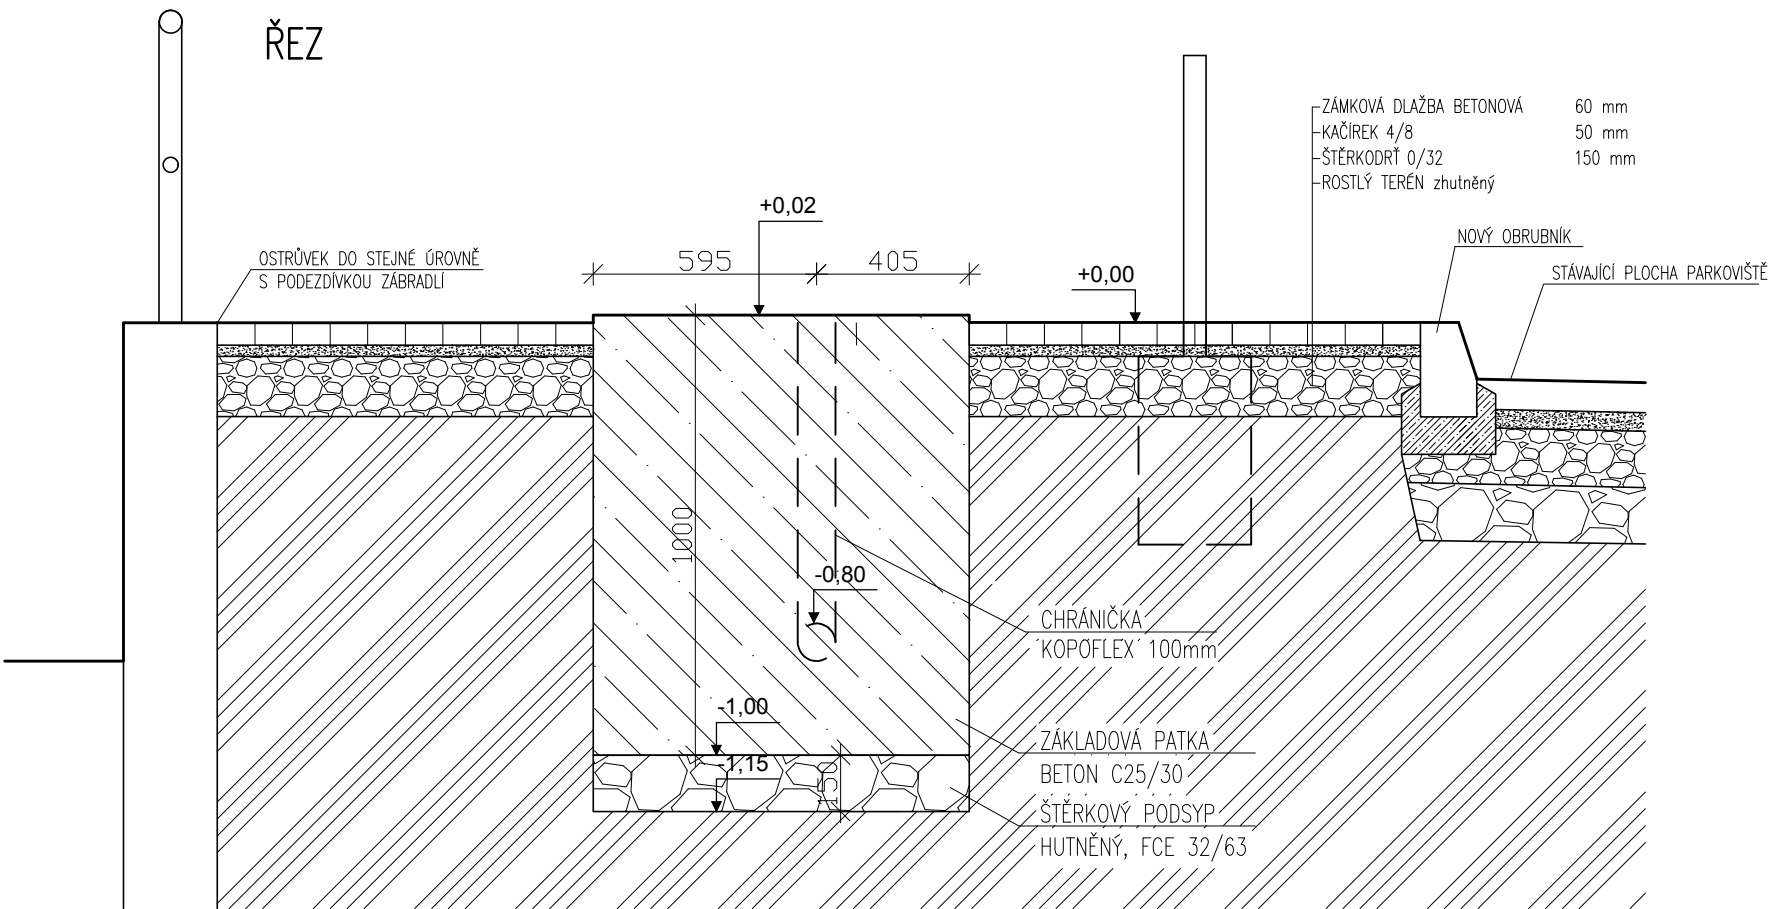 ŘEZ
ZÁMKOVÁ DLAŽBA BETONOVÁ 60 mm
KAČÍREK 4/8 50 mm
ŠTĚRKODRŤ 0/32 150 mm
ROSTLÝ TERÉN zhutněný
+0,02
NOVÝ OBRUBNÍK
OSTRŮVEK DO STEJNÉ ÚROVNĚ
S PODEZDÍVKOU ZÁBRADLÍ
595
405
+0,00
STÁVAJÍCÍ PLOCHA PARKOVIŠTĚ
1000
-0,80
CHRÁNIČKA
KOPOFLEX 100mm
-1,00
ZÁKLADOVÁ PATKA
BETON C25/30
-1,15
150
ŠTĚRKOVÝ PODSYP
HUTNĚNÝ, FCE 32/63